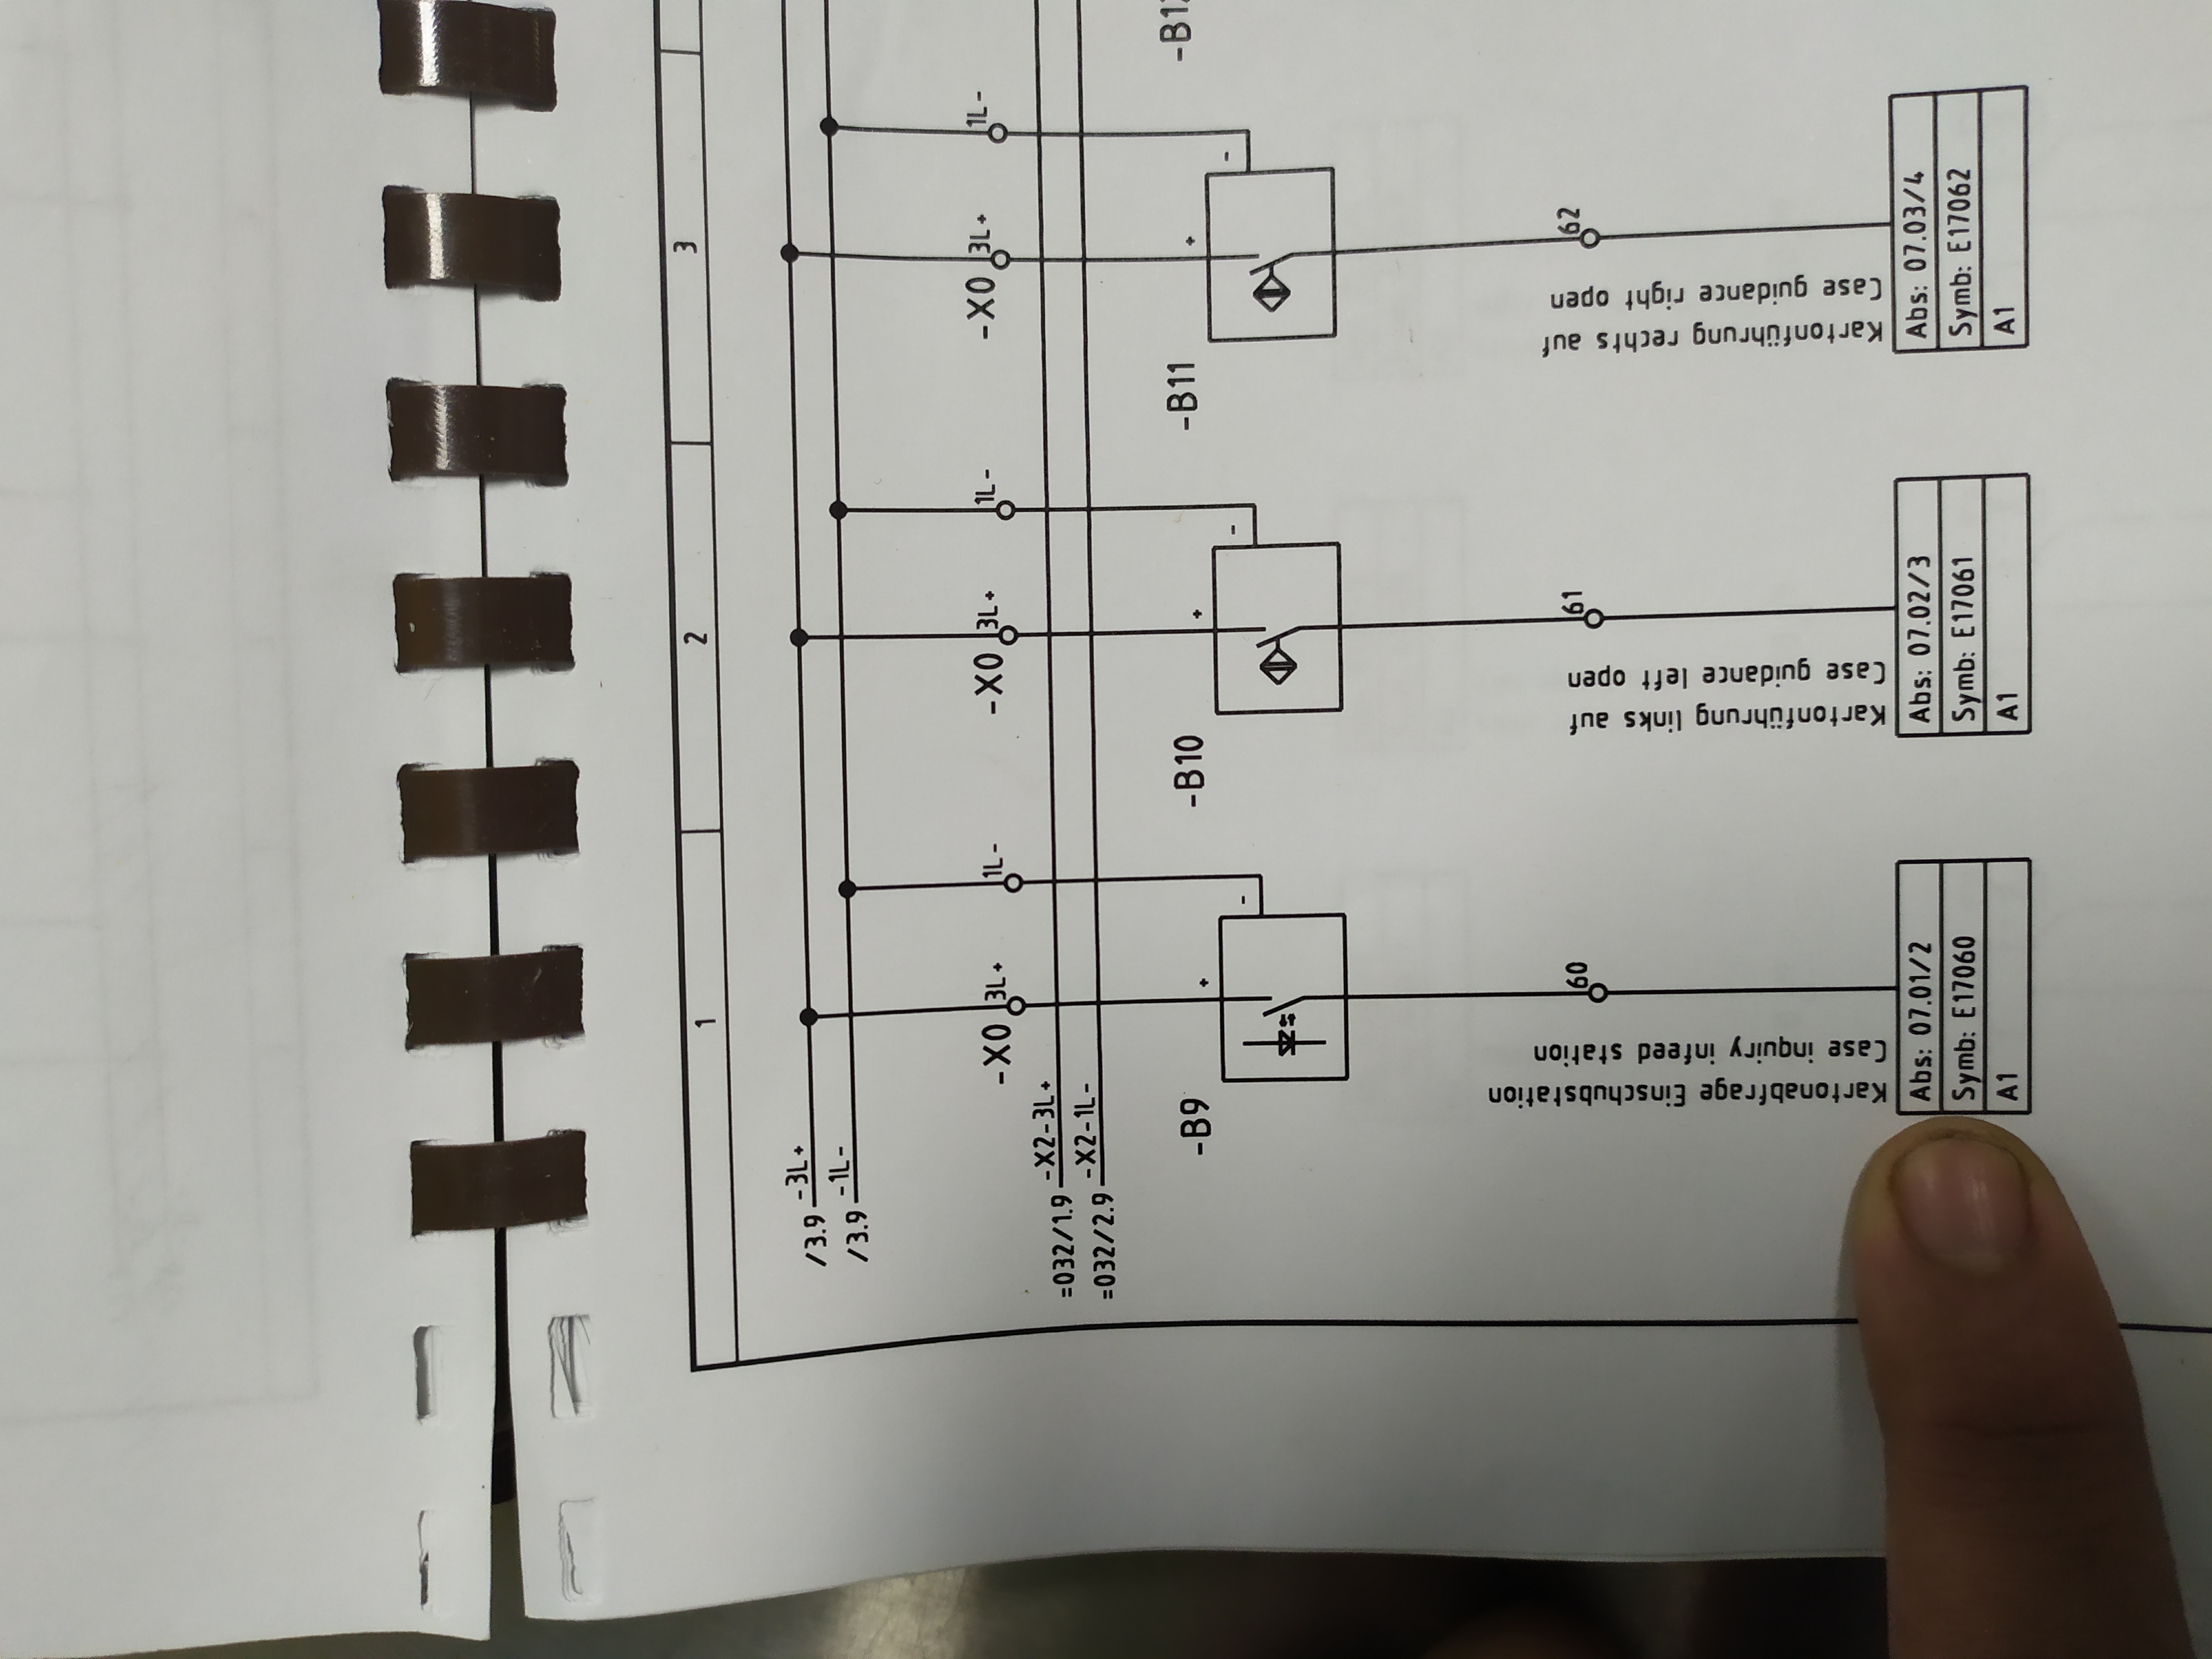 1 2 3
/3.9 -3L+
/3.9 -1L-
-X0 3L+ 1L- -X0 3L+ 1L- -X0 3L+ 1L-
=032/1.9 -X2-3L+
=032/2.9 -X2-1L-
-B9 + - -B10 + - -B11 + -
60 61 62
Kartonabfrage Einschubstation
Case inquiry infeed station
Kartonführung links auf
Case guidance left open
Kartonführung rechts auf
Case guidance right open
Abs: 07.01/2
Symb: E17060
A1
Abs: 07.02/3
Symb: E17061
A1
Abs: 07.03/4
Symb: E17062
A1